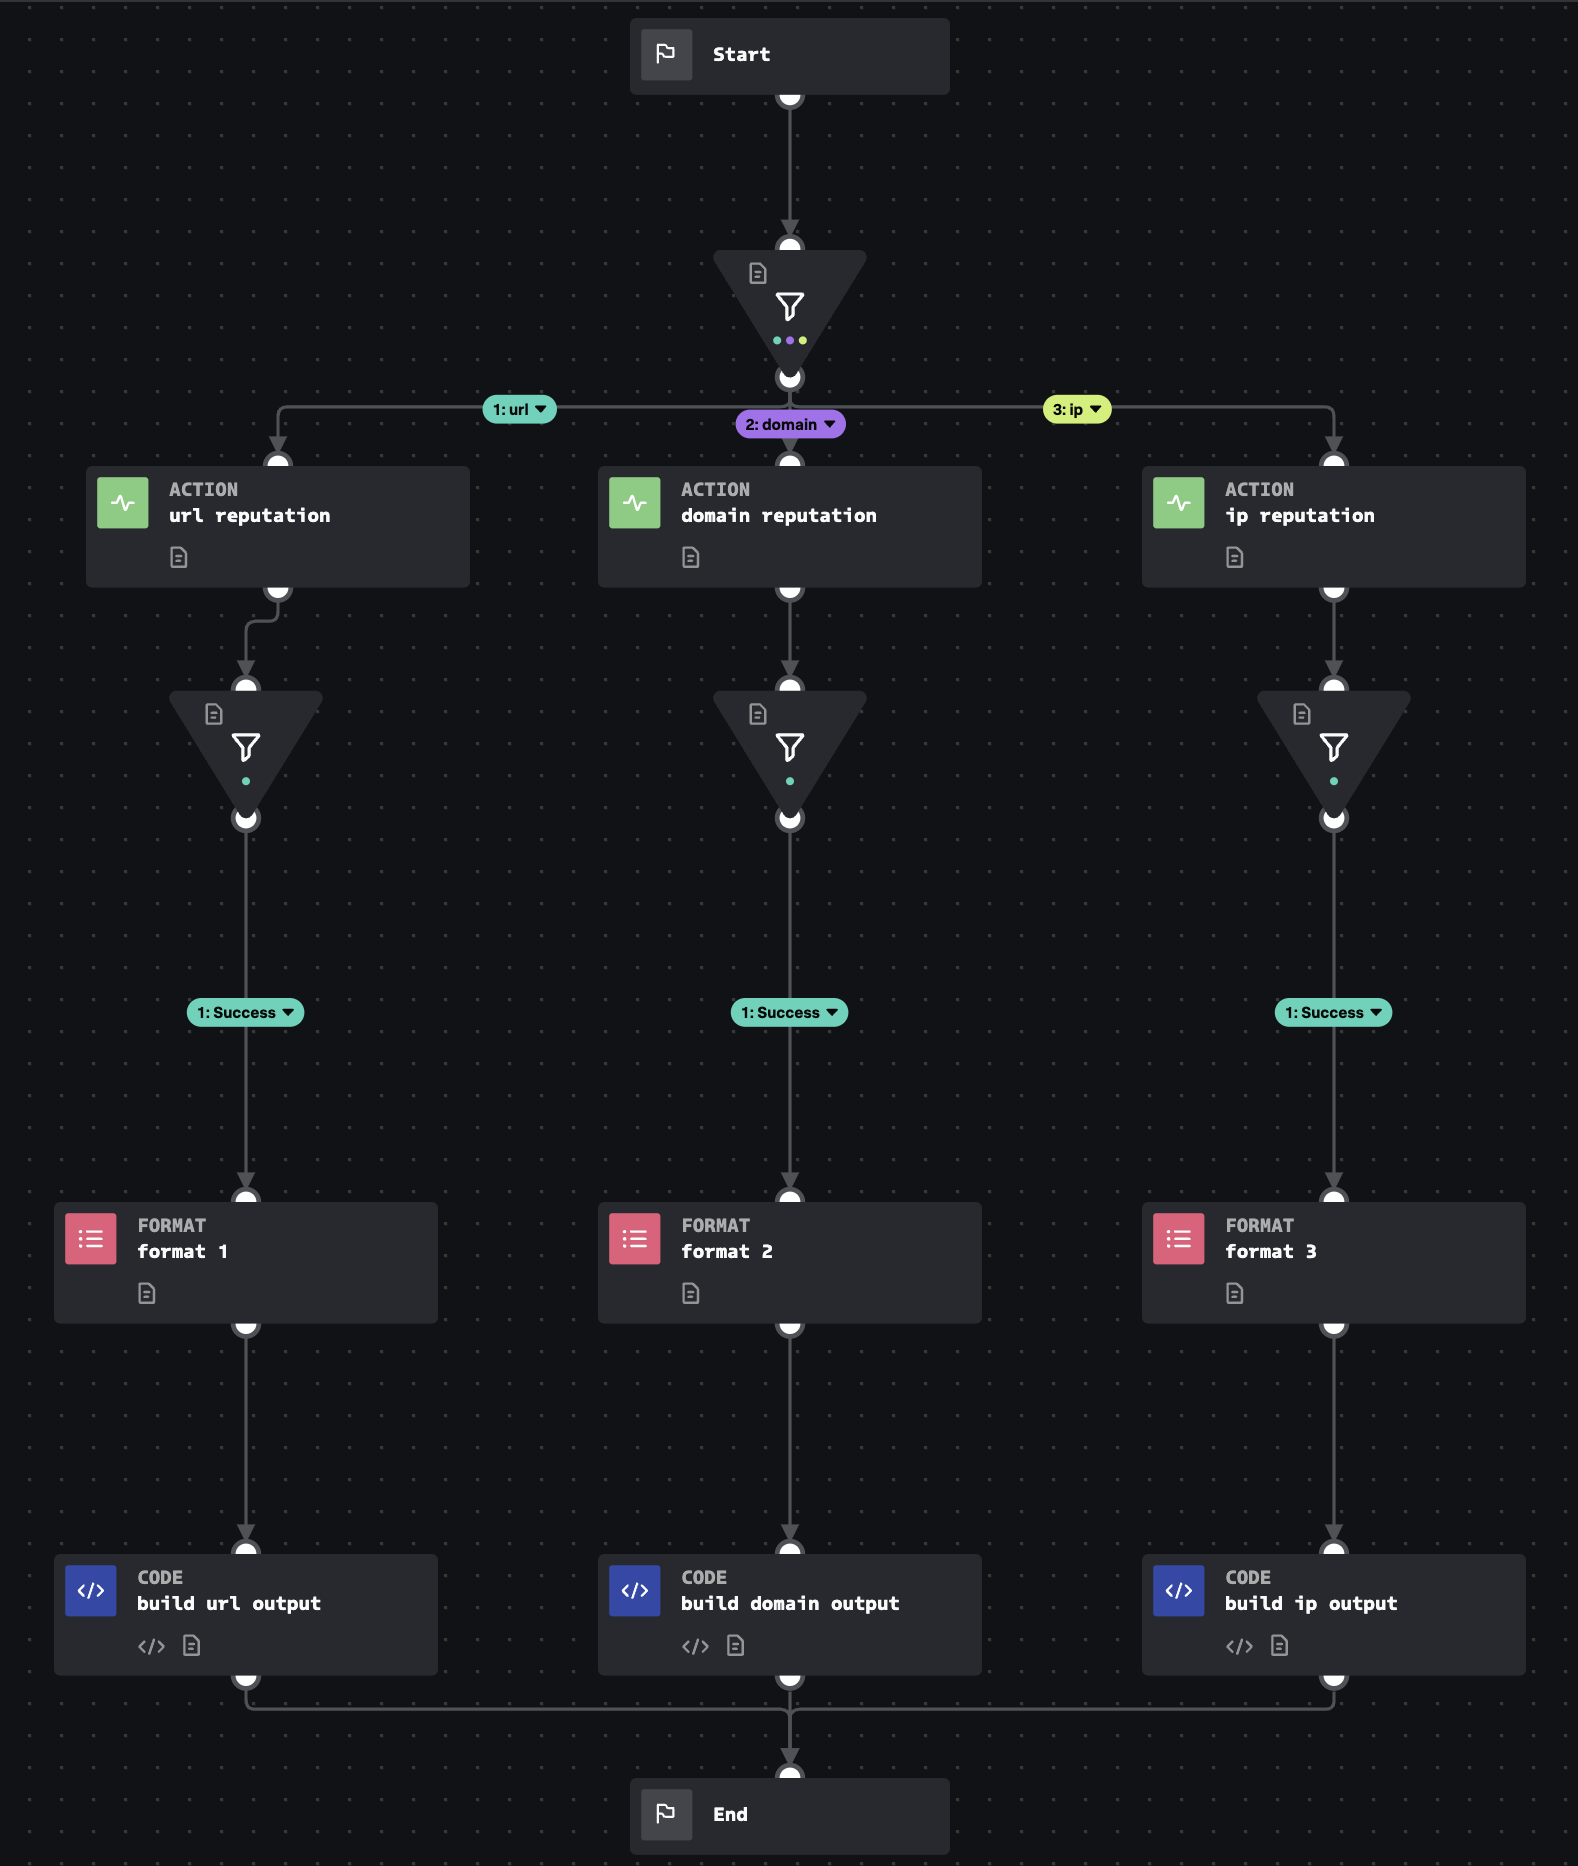 Start
1: url
2: domain
3: ip
ACTION
url reputation
ACTION
domain reputation
ACTION
ip reputation
1: Success
1: Success
1: Success
FORMAT
format 1
FORMAT
format 2
FORMAT
format 3
CODE
build url output
</>
CODE
build domain output
</>
CODE
build ip output
</>
End